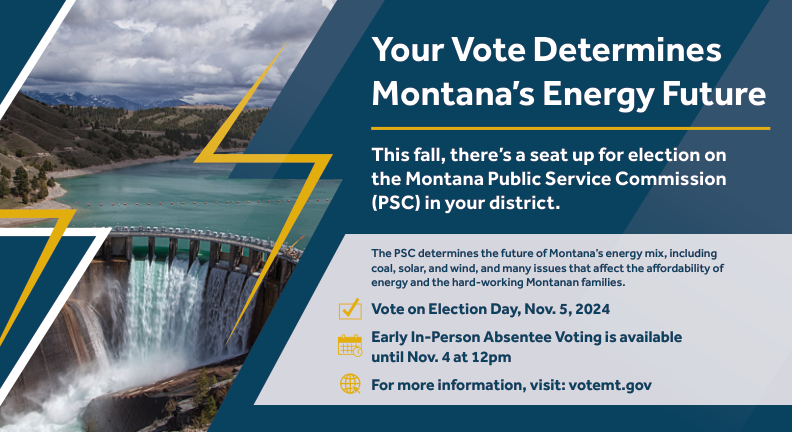 Your Vote Determines
Montana's Energy Future
This fall, there's a seat up for election on
the Montana Public Service Commission
(PSC) in your district.
The PSC determines the future of Montana's energy mix, including
coal, solar, and wind, and many issues that affect the affordability of
energy and the hard-working Montanan families.
Vote on Election Day, Nov. 5, 2024
Early In-Person Absentee Voting is available
until Nov. 4 at 12pm
For more information, visit: votemt.gov